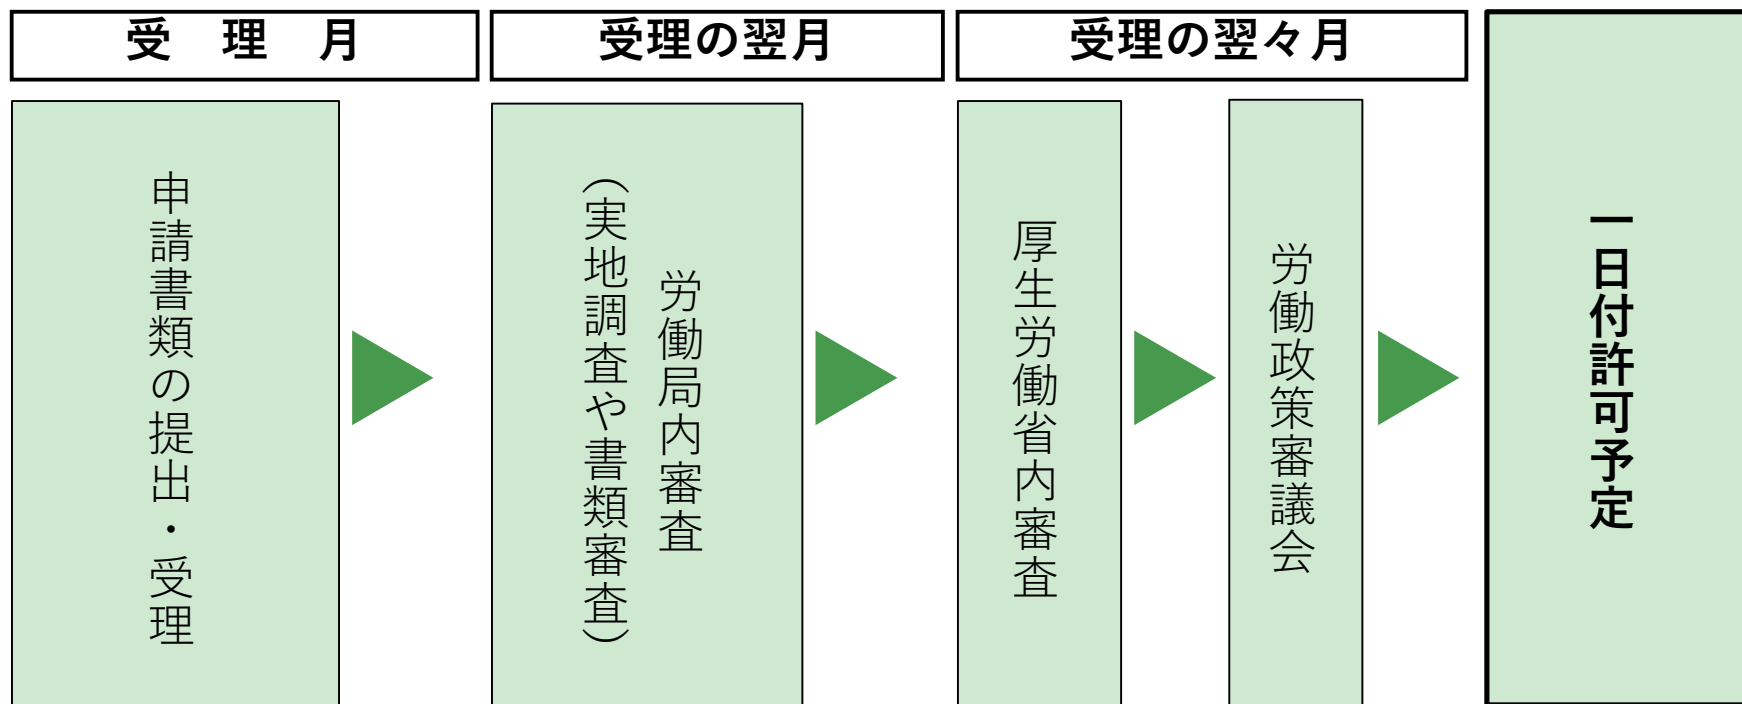 受　理　月
受理の翌月
受理の翌々月
申請書類の提出・受理
労働局内審査
（実地調査や書類審査）
厚生労働省内審査
労働政策審議会
一日付許可予定